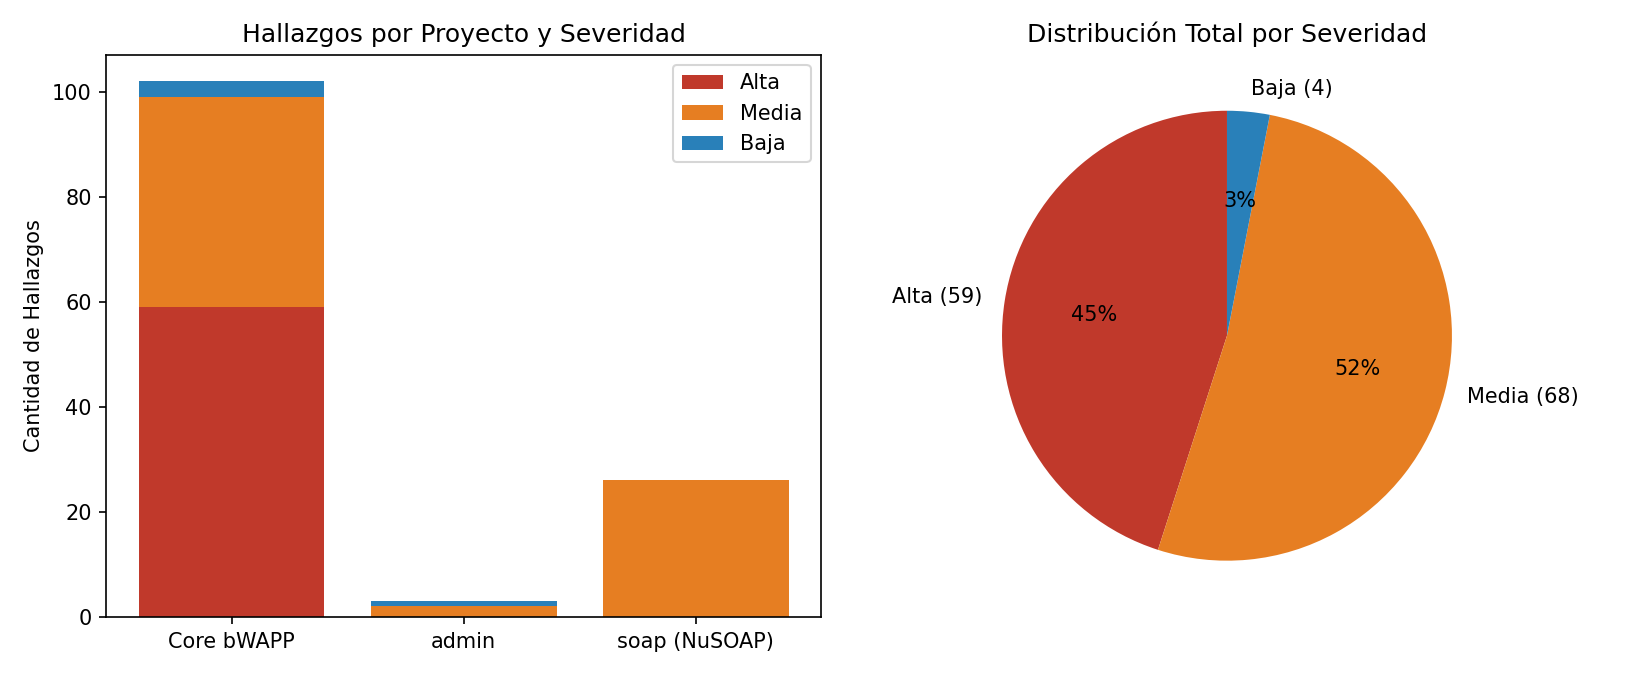 Hallazgos por Proyecto y Severidad
Cantidad de Hallazgos
100
80
60
40
20
0
Alta
Media
Baja
Core bWAPP
admin
soap (NuSOAP)
Distribución Total por Severidad
Baja (4)
3%
Alta (59)
45%
52%
Media (68)